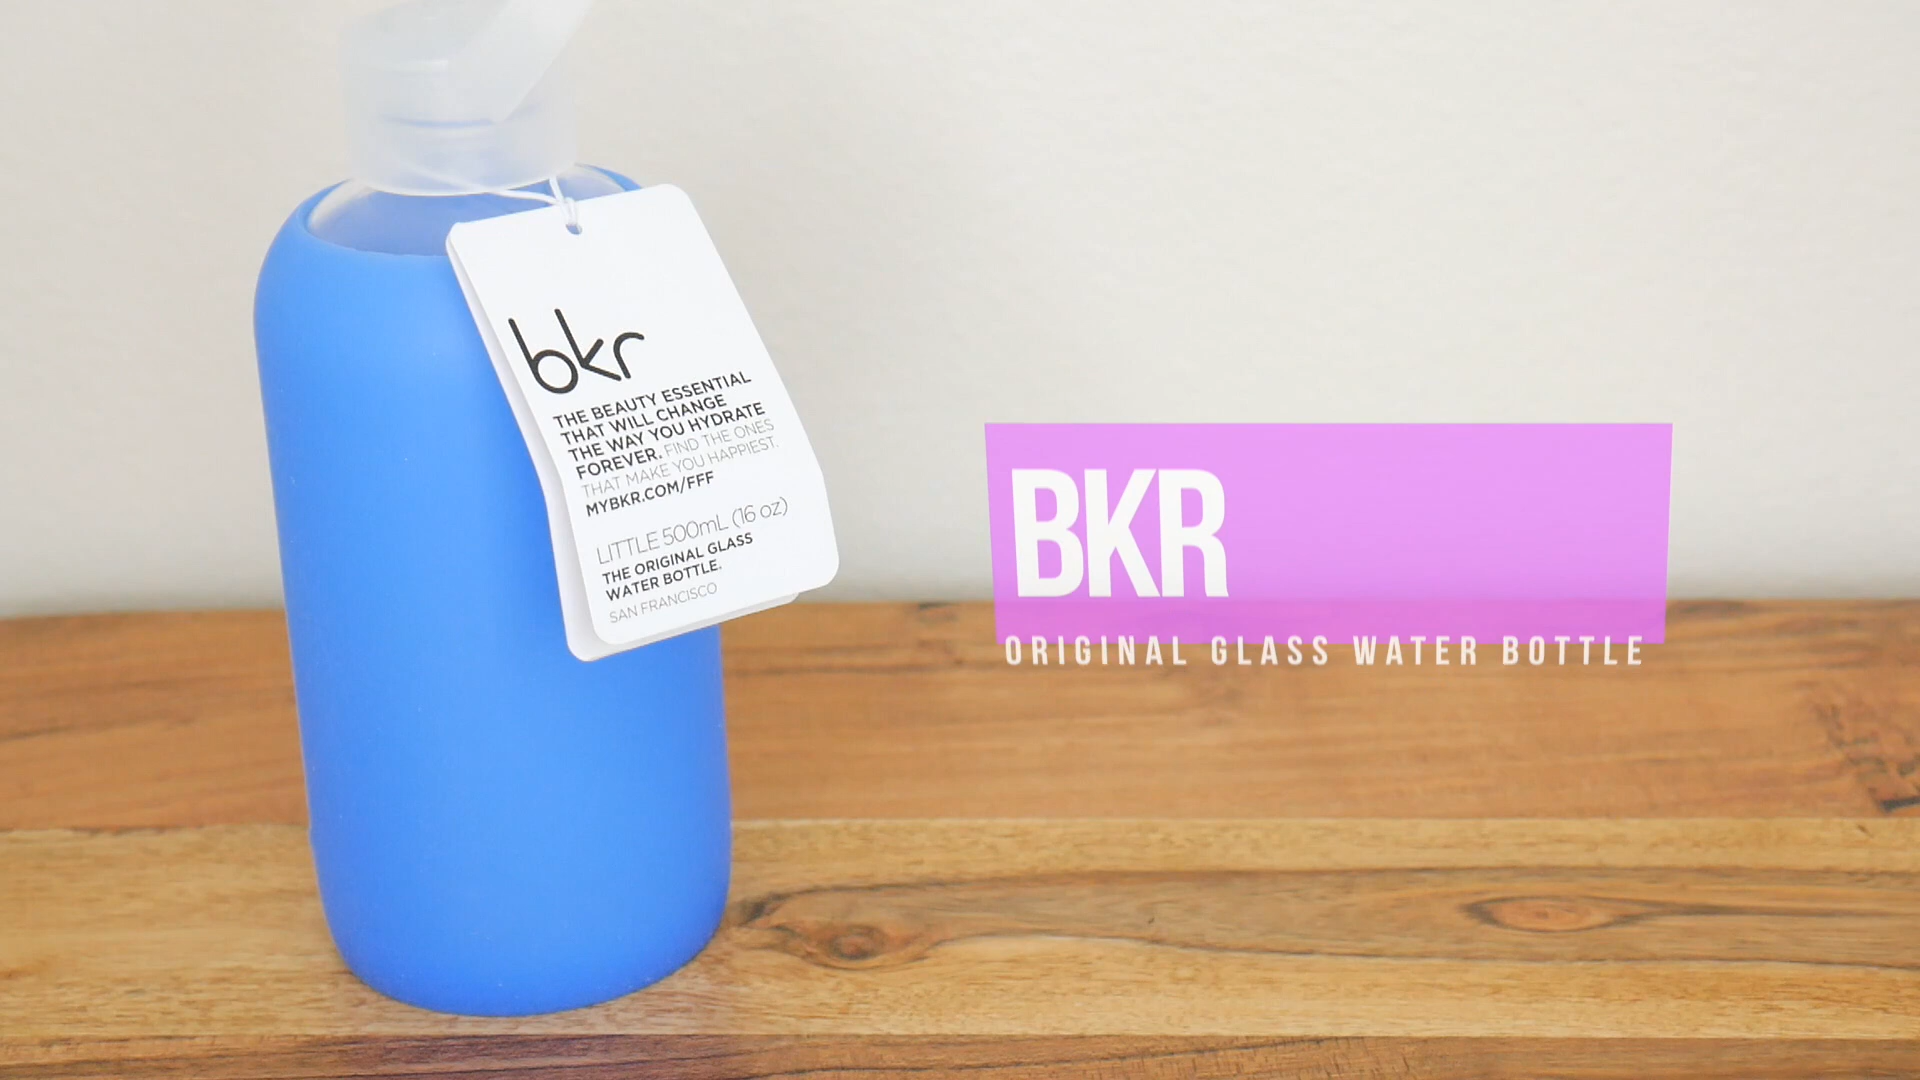 bkr
THE BEAUTY ESSENTIAL
THAT WILL CHANGE
THE WAY YOU HYDRATE
FOREVER. FIND THE ONES
THAT MAKE YOU HAPPIEST.
MYBKR.COM/FFF
LITTLE 500mL (16 oz)
THE ORIGINAL GLASS
WATER BOTTLE.
SAN FRANCISCO
BKR
ORIGINAL GLASS WATER BOTTLE